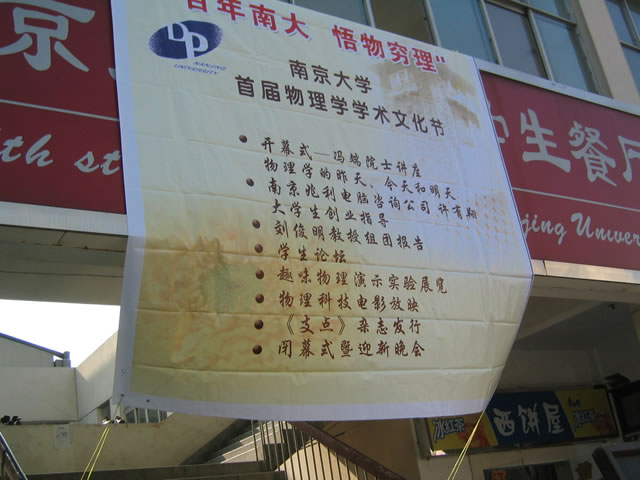 百年南大 悟物穷理"
DP
NANJING
UNIVERSITY
南京大学
首届物理学学术文化节
开幕式—冯端院士讲座
物理学的昨天、今天和明天
南京兆利电脑咨询公司 许有翔
大学生创业指导
刘俊明教授组团报告
学生论坛
趣味物理演示实验展览
物理科技电影放映
《支点》杂志发行
闭幕式暨迎新晚会
京
生餐厅
th st
jing Univer
冰红茶
西饼屋
冰红茶